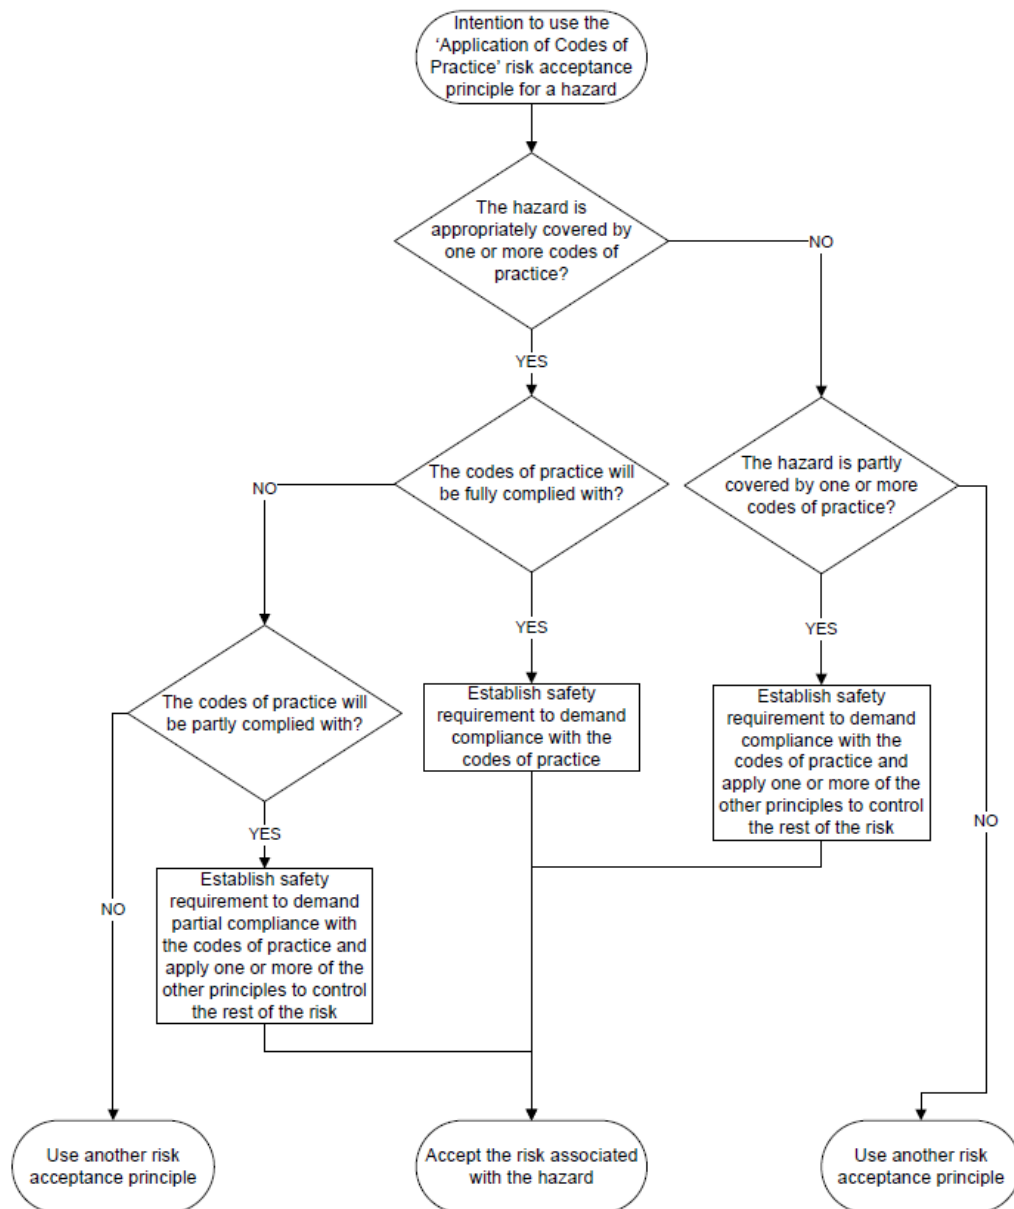 Intention to use the
‘Application of Codes of
Practice’ risk acceptance
principle for a hazard
The hazard is
appropriately covered by
one or more codes of
practice?
NO
YES
The codes of practice will
be fully complied with?
The hazard is partly
covered by one or more
codes of practice?
NO
YES
YES
The codes of practice will
be partly complied with?
Establish safety
requirement to demand
compliance with the
codes of practice
Establish safety
requirement to demand
compliance with the
codes of practice and
apply one or more of the
other principles to control
the rest of the risk
NO
YES
Establish safety
requirement to demand
partial compliance with
the codes of practice and
apply one or more of the
other principles to control
the rest of the risk
NO
Use another risk
acceptance principle
Accept the risk associated
with the hazard
Use another risk
acceptance principle